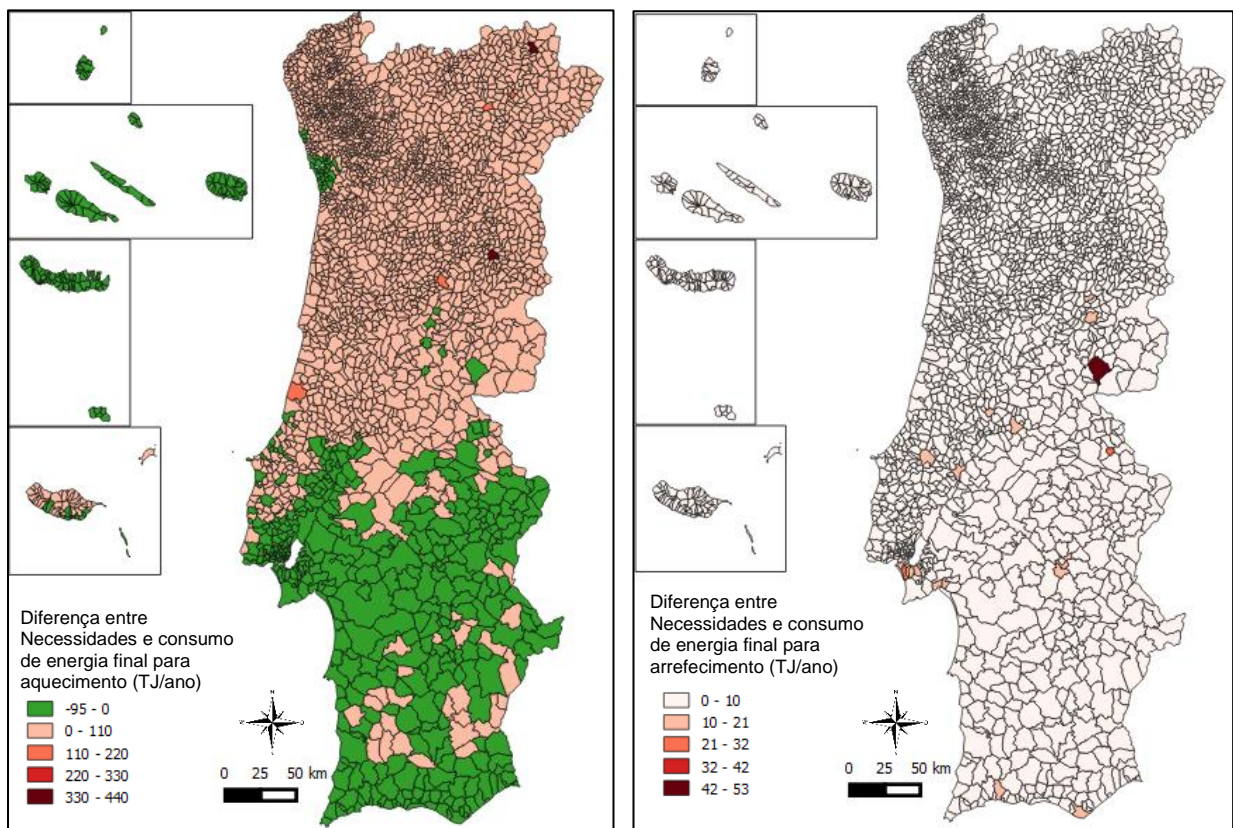 Diferença entre
Necessidades e consumo
de energia final para
aquecimento (TJ/ano)
-95 - 0
0 - 110
110 - 220
220 - 330
330 - 440
N
0 25 50 km
Diferença entre
Necessidades e consumo
de energia final para
arrefecimento (TJ/ano)
0 - 10
10 - 21
21 - 32
32 - 42
42 - 53
N
0 25 50 km